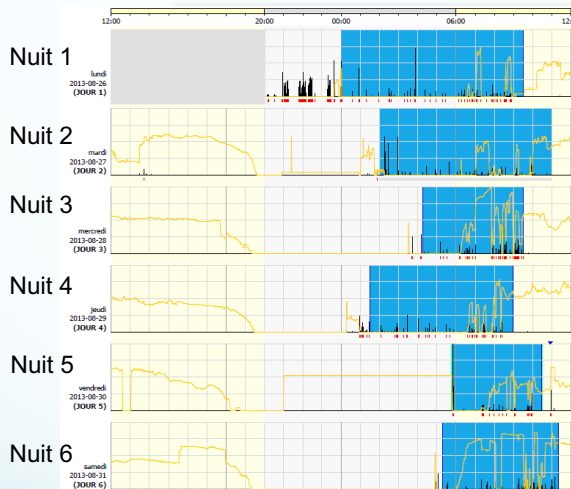 12:00 20:00 00:00 06:00 12:
Nuit 1
lundi
2013-08-26
(JOUR 1)
Nuit 2
mardi
2013-08-27
(JOUR 2)
Nuit 3
mercredi
2013-08-28
(JOUR 3)
Nuit 4
jeudi
2013-08-29
(JOUR 4)
Nuit 5
vendredi
2013-08-30
(JOUR 5)
Nuit 6
samedi
2013-08-31
(JOUR 6)